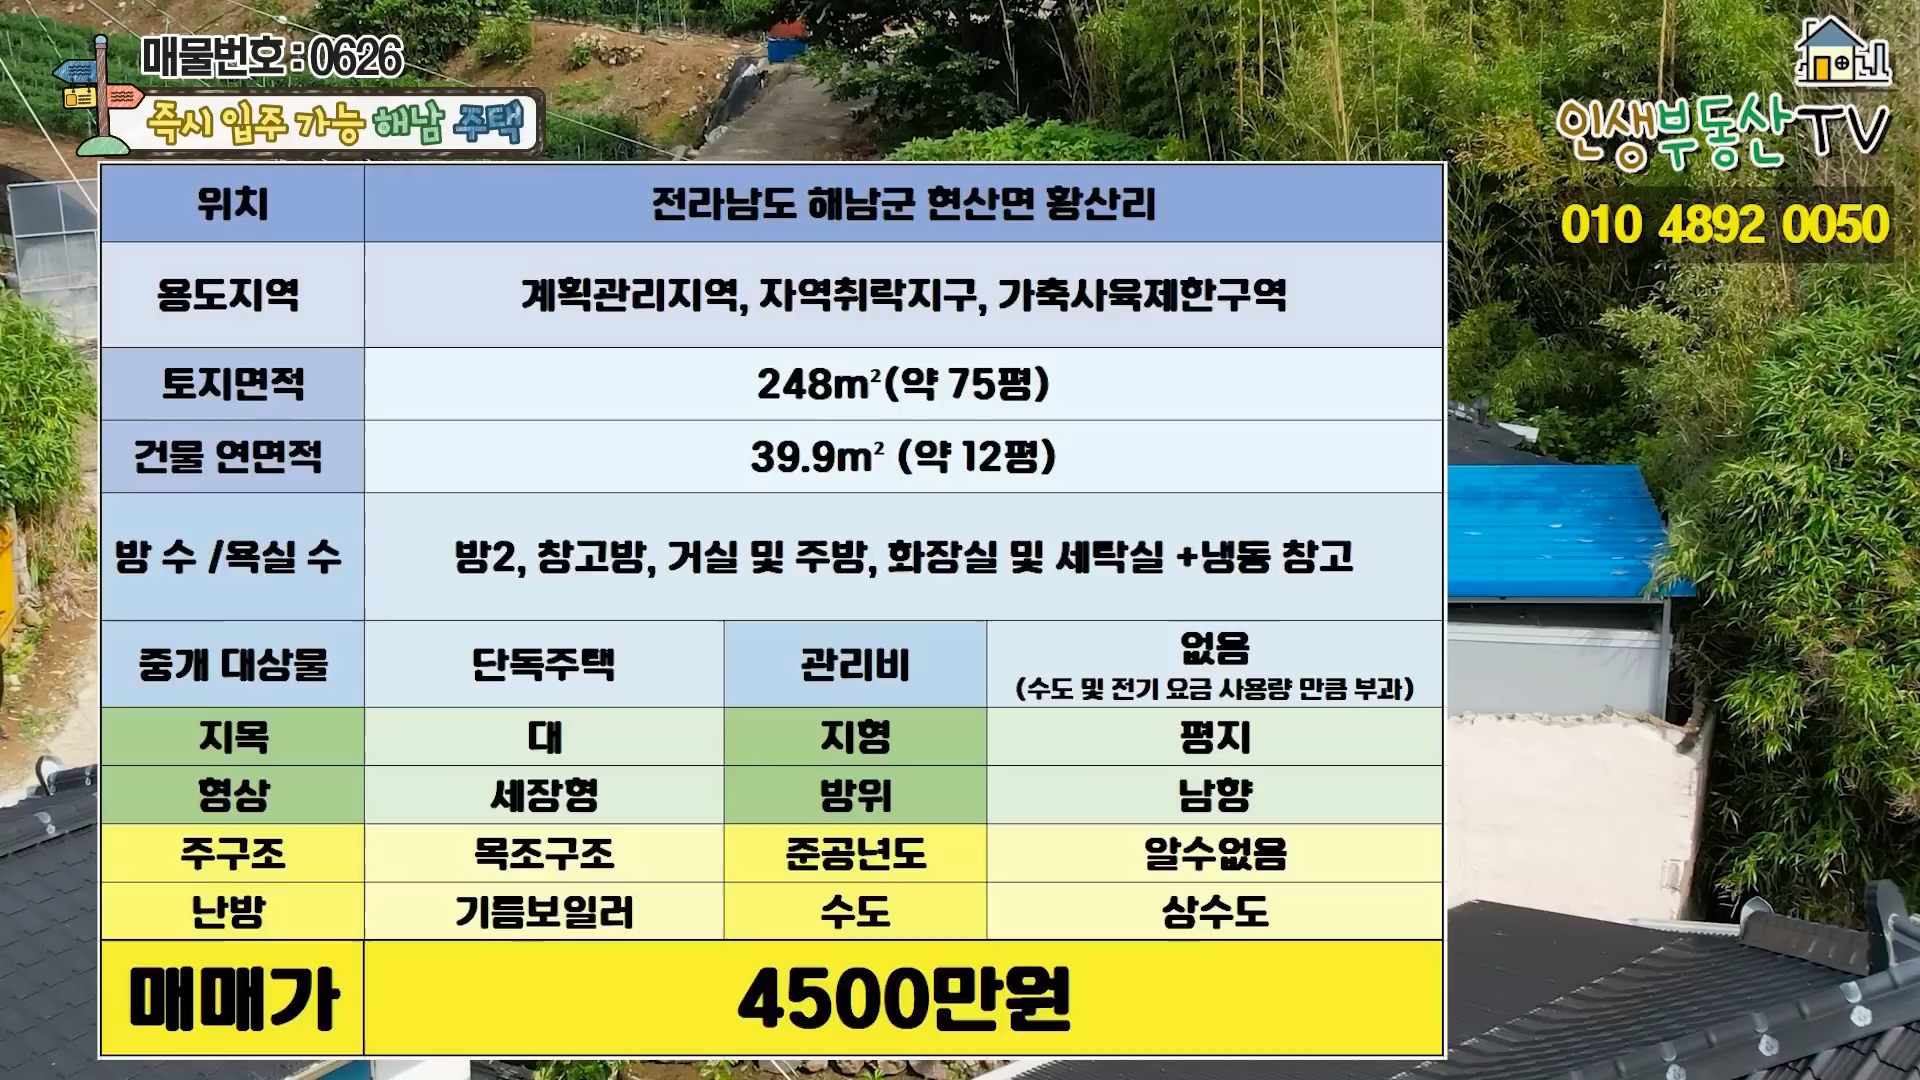 매물번호 : 0626
즉시 입주 가능 해남 주택
인생부동산TV
010 4892 0050
위치 전라남도 해남군 현산면 황산리
용도지역 계획관리지역, 자역취락지구, 가축사육제한구역
토지면적 248m²(약 75평)
건물 연면적 39.9m² (약 12평)
방 수 /욕실 수 방2, 창고방, 거실 및 주방, 화장실 및 세탁실 +냉동 창고
중개 대상물 단독주택 관리비 없음
(수도 및 전기 요금 사용량 만큼 부과)
지목 대 지형 평지
형상 세장형 방위 남향
주구조 목조구조 준공년도 알수없음
난방 기름보일러 수도 상수도
매매가 4500만원